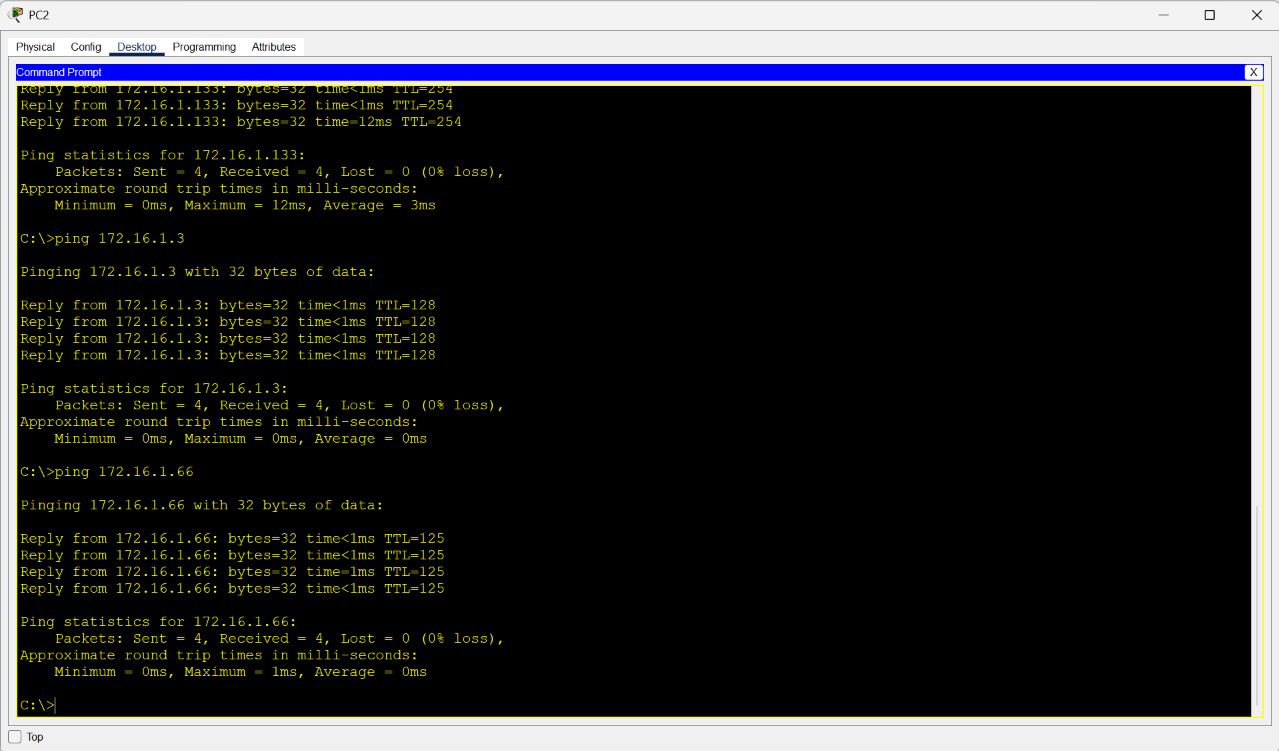 PC2
Physical Config Desktop Programming Attributes
Command Prompt X
Reply from 172.16.1.133: bytes=32 time<1ms TTL=254
Reply from 172.16.1.133: bytes=32 time<1ms TTL=254
Reply from 172.16.1.133: bytes=32 time=12ms TTL=254
Ping statistics for 172.16.1.133:
Packets: Sent = 4, Received = 4, Lost = 0 (0% loss),
Approximate round trip times in milli-seconds:
Minimum = 0ms, Maximum = 12ms, Average = 3ms
C:\>ping 172.16.1.3
Pinging 172.16.1.3 with 32 bytes of data:
Reply from 172.16.1.3: bytes=32 time<1ms TTL=128
Reply from 172.16.1.3: bytes=32 time<1ms TTL=128
Reply from 172.16.1.3: bytes=32 time<1ms TTL=128
Reply from 172.16.1.3: bytes=32 time<1ms TTL=128
Ping statistics for 172.16.1.3:
Packets: Sent = 4, Received = 4, Lost = 0 (0% loss),
Approximate round trip times in milli-seconds:
Minimum = 0ms, Maximum = 0ms, Average = 0ms
C:\>ping 172.16.1.66
Pinging 172.16.1.66 with 32 bytes of data:
Reply from 172.16.1.66: bytes=32 time<1ms TTL=125
Reply from 172.16.1.66: bytes=32 time<1ms TTL=125
Reply from 172.16.1.66: bytes=32 time=1ms TTL=125
Reply from 172.16.1.66: bytes=32 time<1ms TTL=125
Ping statistics for 172.16.1.66:
Packets: Sent = 4, Received = 4, Lost = 0 (0% loss),
Approximate round trip times in milli-seconds:
Minimum = 0ms, Maximum = 1ms, Average = 0ms
C:\>
Top